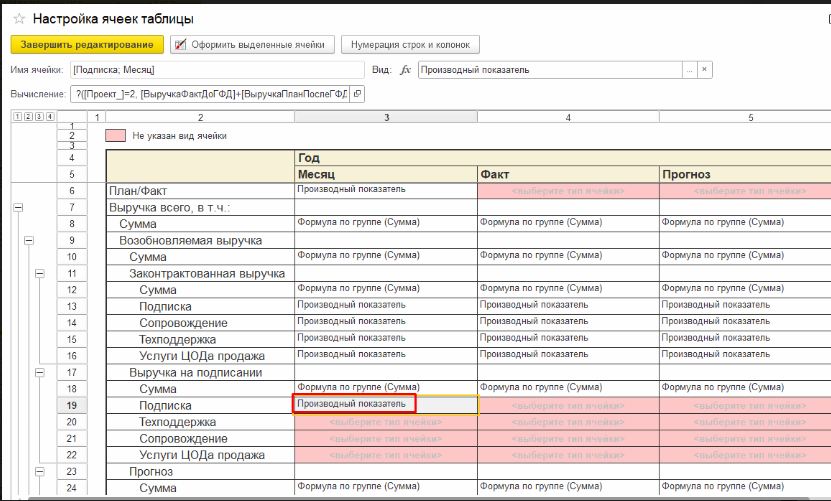 Настройка ячеек таблицы
Завершить редактирование Оформить выделенные ячейки Нумерация строк и колонок
Имя ячейки: [Подписка; Месяц] Вид: fx Производный показатель ... ×
Вычисление: ?([Проект_]=2, [ВыручкаФактДоГФД]+[ВыручкаПланПослеГФД
1 2 3 4 1 2 3 4 5
1
2 Не указан вид ячейки
3
4 Год
5 Месяц Факт Прогноз
6 План/Факт Производный показатель <выберите тип ячейки> <выберите тип ячейки>
7 Выручка всего, в т.ч.:
8 Сумма Формула по группе (Сумма) Формула по группе (Сумма) Формула по группе (Сумма)
9 Возобновляемая выручка
10 Сумма Формула по группе (Сумма) Формула по группе (Сумма) Формула по группе (Сумма)
11 Законтрактованная выручка
12 Сумма Формула по группе (Сумма) Формула по группе (Сумма) Формула по группе (Сумма)
13 Подписка Производный показатель Производный показатель Производный показатель
14 Сопровождение Производный показатель Производный показатель Производный показатель
15 Техподдержка Производный показатель Производный показатель Производный показатель
16 Услуги ЦОДа продажа Производный показатель Производный показатель Производный показатель
17 Выручка на подписании
18 Сумма Формула по группе (Сумма) Формула по группе (Сумма) Формула по группе (Сумма)
19 Подписка Производный показатель <выберите тип ячейки> <выберите тип ячейки>
20 Техподдержка <выберите тип ячейки> <выберите тип ячейки> <выберите тип ячейки>
21 Сопровождение <выберите тип ячейки> <выберите тип ячейки> <выберите тип ячейки>
22 Услуги ЦОДа продажа <выберите тип ячейки> <выберите тип ячейки> <выберите тип ячейки>
23 Прогноз
24 Сумма Формула по группе (Сумма) Формула по группе (Сумма) Формула по группе (Сумма)